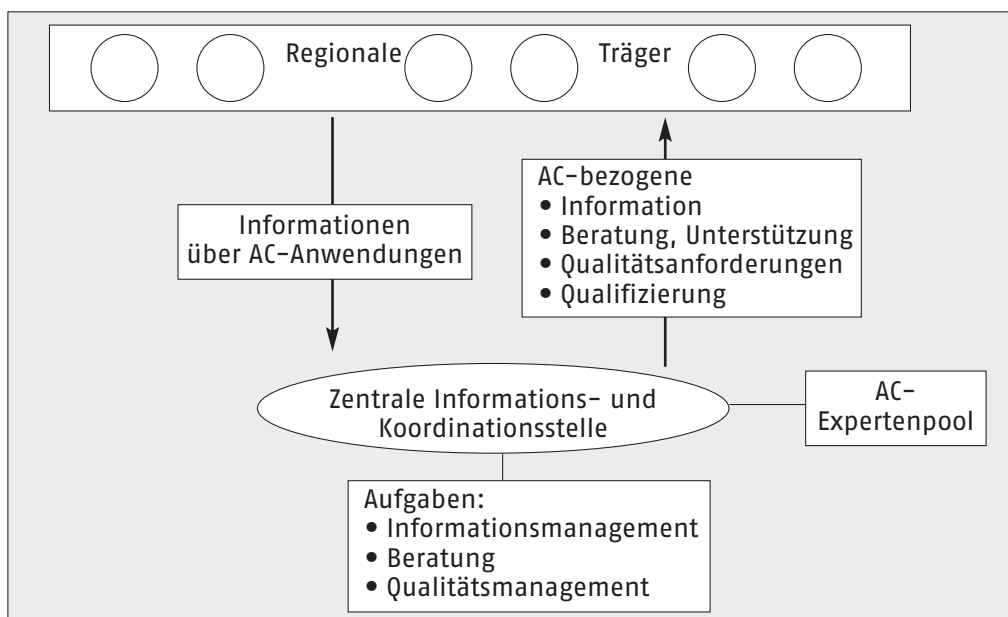 Regionale Träger
Informationen
über AC-Anwendungen
AC-bezogene
• Information
• Beratung, Unterstützung
• Qualitätsanforderungen
• Qualifizierung
Zentrale Informations- und
Koordinationsstelle
AC-
Expertenpool
Aufgaben:
• Informationsmanagement
• Beratung
• Qualitätsmanagement